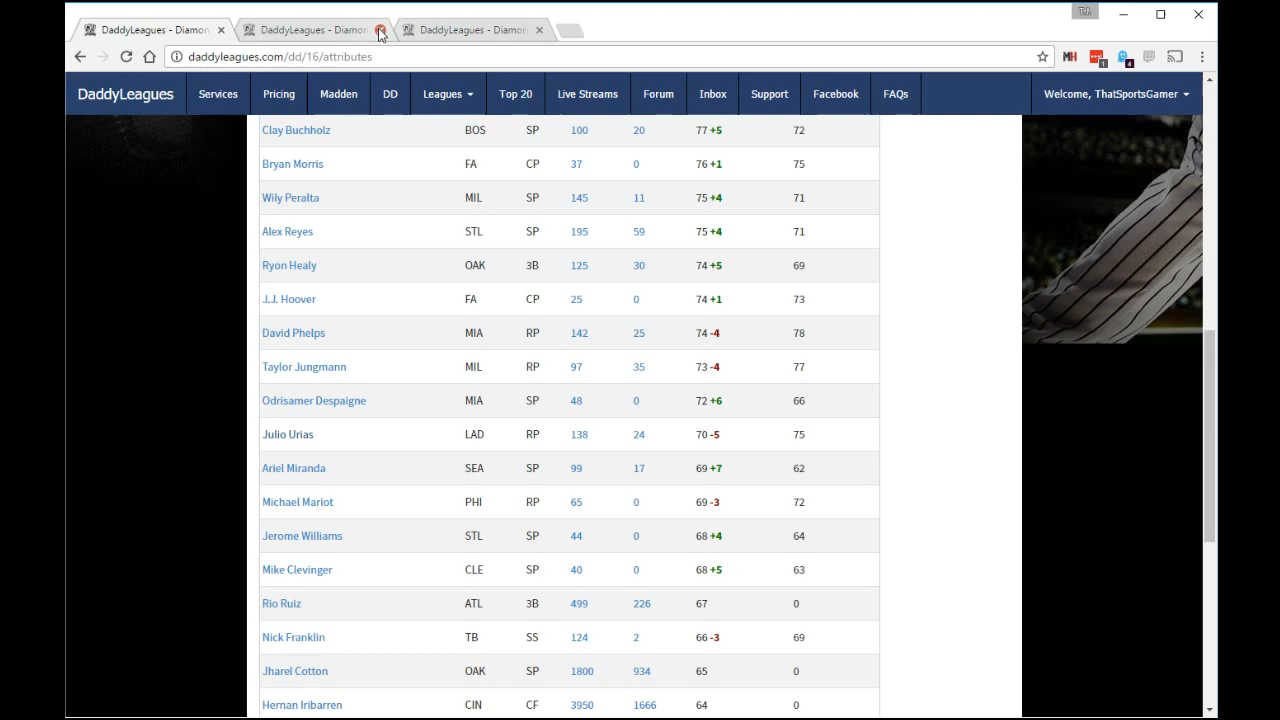 DaddyLeagues - Diamon
DaddyLeagues - Diamon
DaddyLeagues - Diamon
daddyleagues.com/dd/16/attributes
DaddyLeagues Services Pricing Madden DD Leagues Top 20 Live Streams Forum Inbox Support Facebook FAQs Welcome, ThatSportsGamer
Clay Buchholz BOS SP 100 20 77 +5 72
Bryan Morris FA CP 37 0 76 +1 75
Wily Peralta MIL SP 145 11 75 +4 71
Alex Reyes STL SP 195 59 75 +4 71
Ryon Healy OAK 3B 125 30 74 +5 69
J.J. Hoover FA CP 25 0 74 +1 73
David Phelps MIA RP 142 25 74 -4 78
Taylor Jungmann MIL RP 97 35 73 -4 77
Odrisamer Despaigne MIA SP 48 0 72 +6 66
Julio Urias LAD RP 138 24 70 -5 75
Ariel Miranda SEA SP 99 17 69 +7 62
Michael Mariot PHI RP 65 0 69 -3 72
Jerome Williams STL SP 44 0 68 +4 64
Mike Clevinger CLE SP 40 0 68 +5 63
Rio Ruiz ATL 3B 499 226 67 0
Nick Franklin TB SS 124 2 66 -3 69
Jharel Cotton OAK SP 1800 934 65 0
Hernan Iribarren CIN CF 3950 1666 64 0